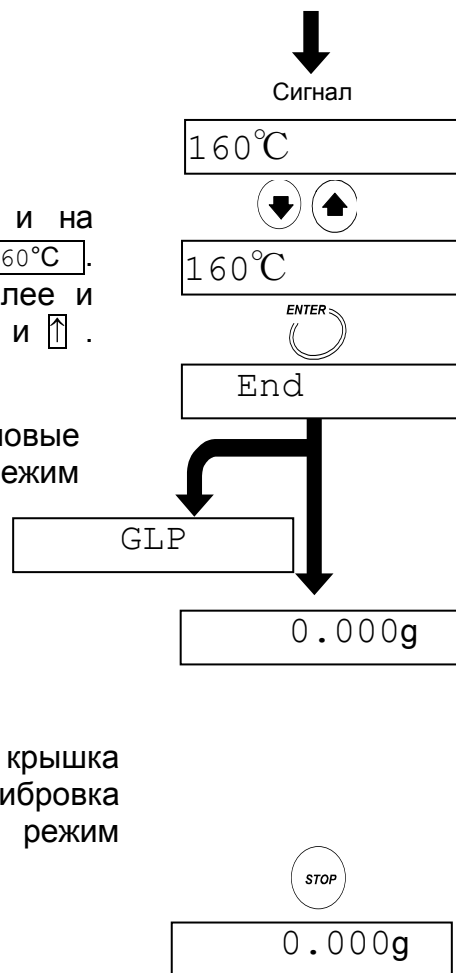 Сигнал
160℃
и на
60°C .
160℃
лее и
и ⇑ .
ENTER
End
новые
ежим
GLP
0.000g
крышка
ибровка
режим
STOP
0.000g